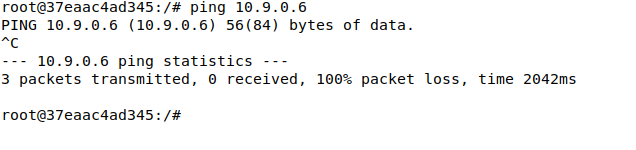 root@37eaac4ad345:/# ping 10.9.0.6
PING 10.9.0.6 (10.9.0.6) 56(84) bytes of data.
^C
--- 10.9.0.6 ping statistics ---
3 packets transmitted, 0 received, 100% packet loss, time 2042ms
root@37eaac4ad345:/#